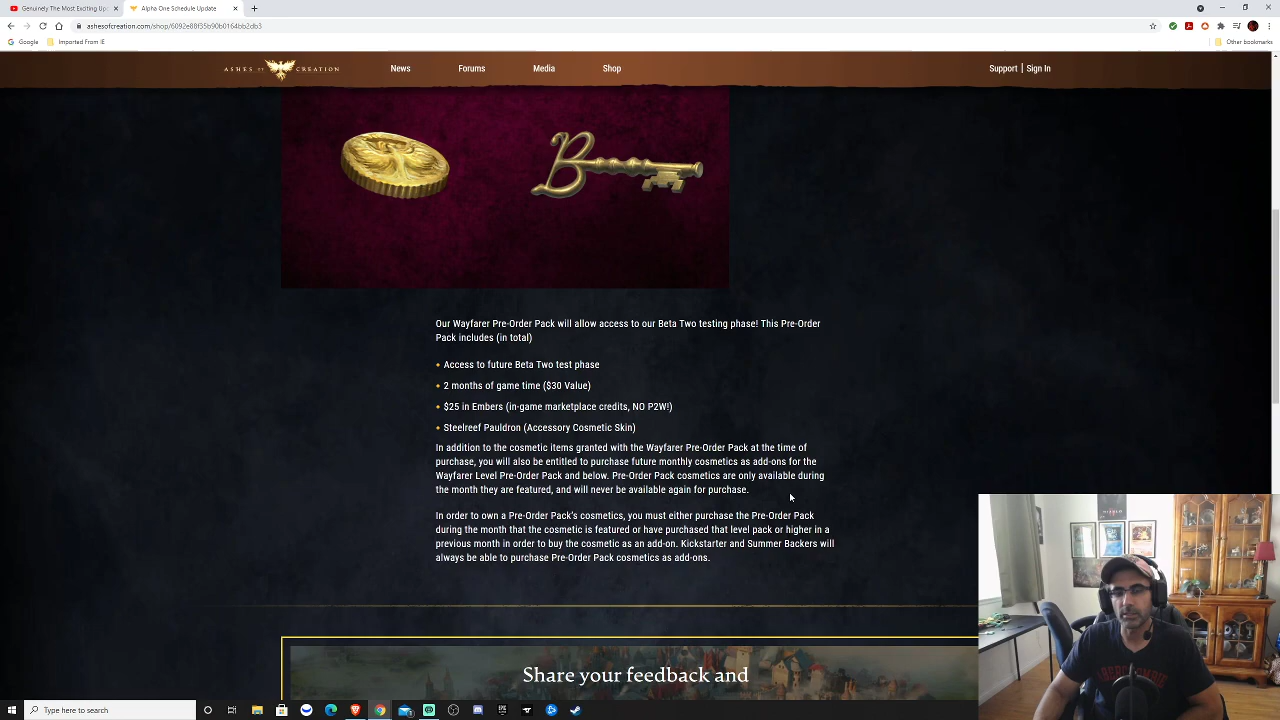 Genuinely The Most Exciting Up
Alpha One Schedule Update
ashesofcreation.com/shop/6092e88f35b90b0164bb2db3
Google
Imported From IE
Other bookmarks
ASHES OF CREATION
News
Forums
Media
Shop
Support | Sign In
B
Our Wayfarer Pre-Order Pack will allow access to our Beta Two testing phase! This Pre-Order
Pack includes (in total)
Access to future Beta Two test phase
2 months of game time ($30 Value)
$25 in Embers (in-game marketplace credits, NO P2W!)
Steelreef Pauldron (Accessory Cosmetic Skin)
In addition to the cosmetic items granted with the Wayfarer Pre-Order Pack at the time of
purchase, you will also be entitled to purchase future monthly cosmetics as add-ons for the
Wayfarer Level Pre-Order Pack and below. Pre-Order Pack cosmetics are only available during
the month they are featured, and will never be available again for purchase.
In order to own a Pre-Order Pack's cosmetics, you must either purchase the Pre-Order Pack
during the month that the cosmetic is featured or have purchased that level pack or higher in a
previous month in order to buy the cosmetic as an add-on. Kickstarter and Summer Backers will
always be able to purchase Pre-Order Pack cosmetics as add-ons.
Share your feedback and
Type here to search